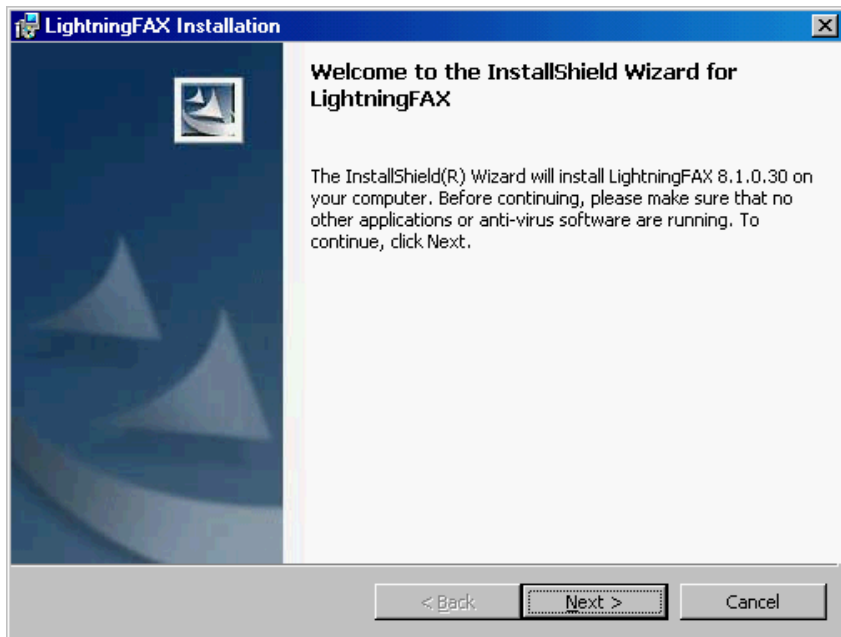 LightningFAX Installation
Welcome to the InstallShield Wizard for
LightningFAX
The InstallShield(R) Wizard will install LightningFAX 8.1.0.30 on
your computer. Before continuing, please make sure that no
other applications or anti-virus software are running. To
continue, click Next.
< Back
Next >
Cancel